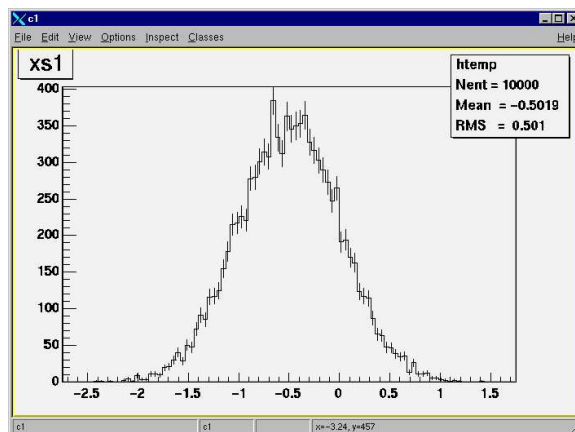 c1
File Edit View Options Inspect Classes Help
xs1
htemp
Nent = 10000
Mean = -0.5019
RMS = 0.501
400
350
300
250
200
150
100
50
0
-2.5 -2 -1.5 -1 -0.5 0 0.5 1 1.5
c1 c1 x=-3.24, y=457